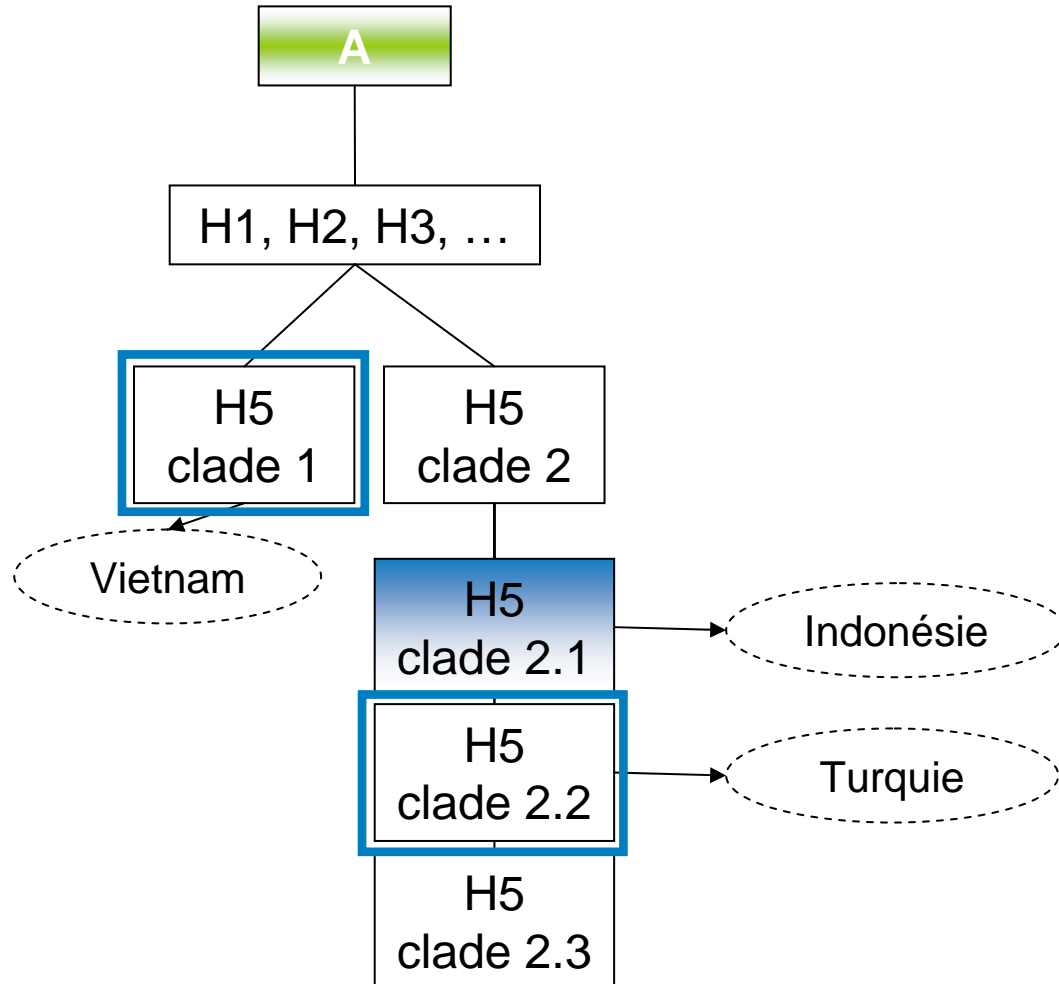 A
H1, H2, H3, …
H5
clade 1
H5
clade 2
Vietnam
H5
clade 2.1
Indonésie
H5
clade 2.2
Turquie
H5
clade 2.3